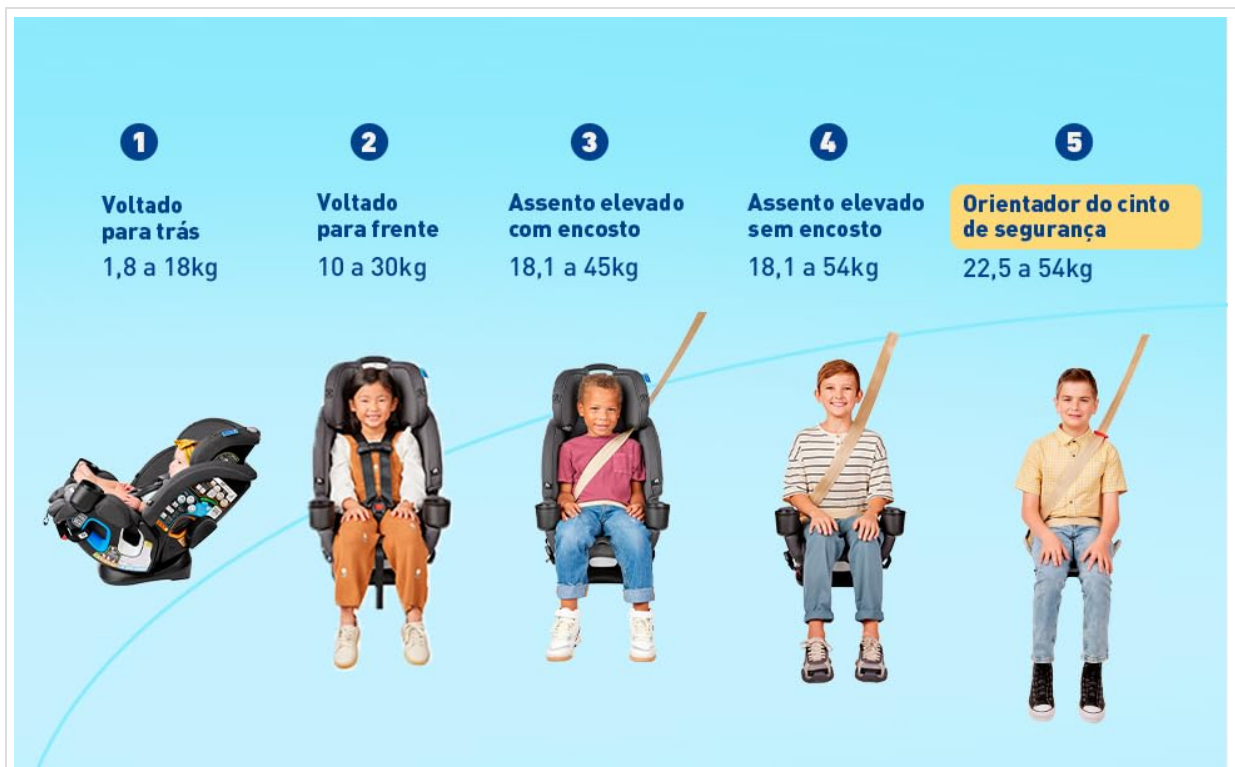 1
Voltado
para trás
1,8 a 18kg
2
Voltado
para frente
10 a 30kg
3
Assento elevado
com encosto
18,1 a 45kg
4
Assento elevado
sem encosto
18,1 a 54kg
5
Orientador do cinto
de segurança
22,5 a 54kg